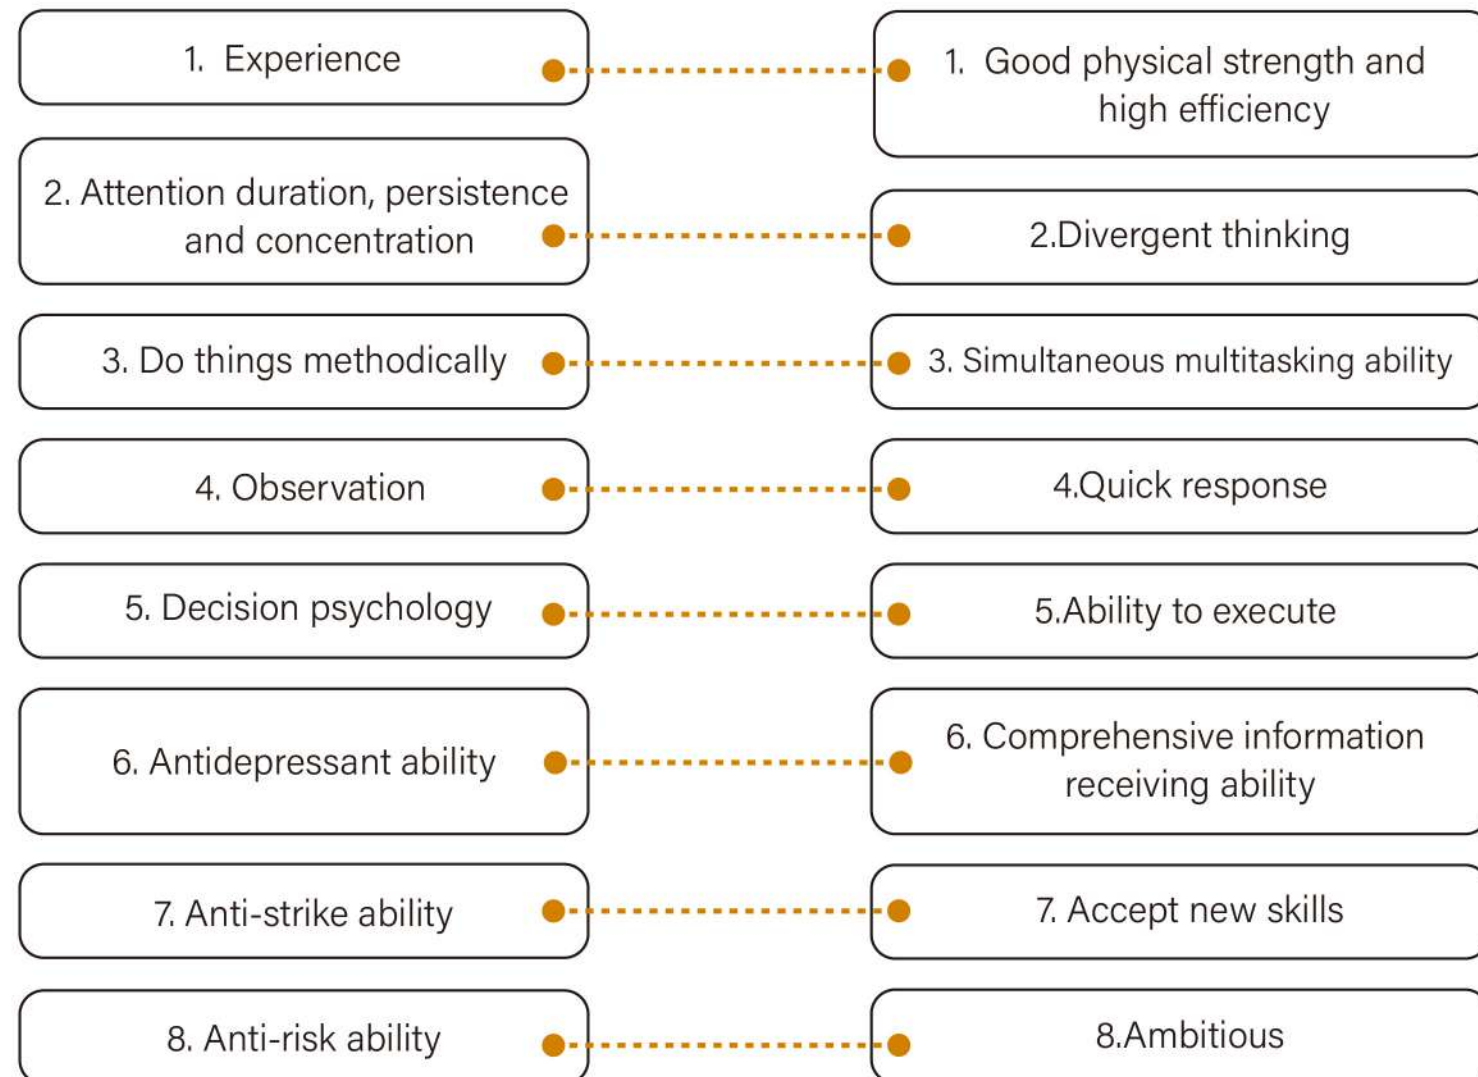 1. Experience
1. Good physical strength and
high efficiency
2. Attention duration, persistence
and concentration
2.Divergent thinking
3. Do things methodically
3. Simultaneous multitasking ability
4. Observation
4.Quick response
5. Decision psychology
5.Ability to execute
6. Antidepressant ability
6. Comprehensive information
receiving ability
7. Anti-strike ability
7. Accept new skills
8. Anti-risk ability
8.Ambitious